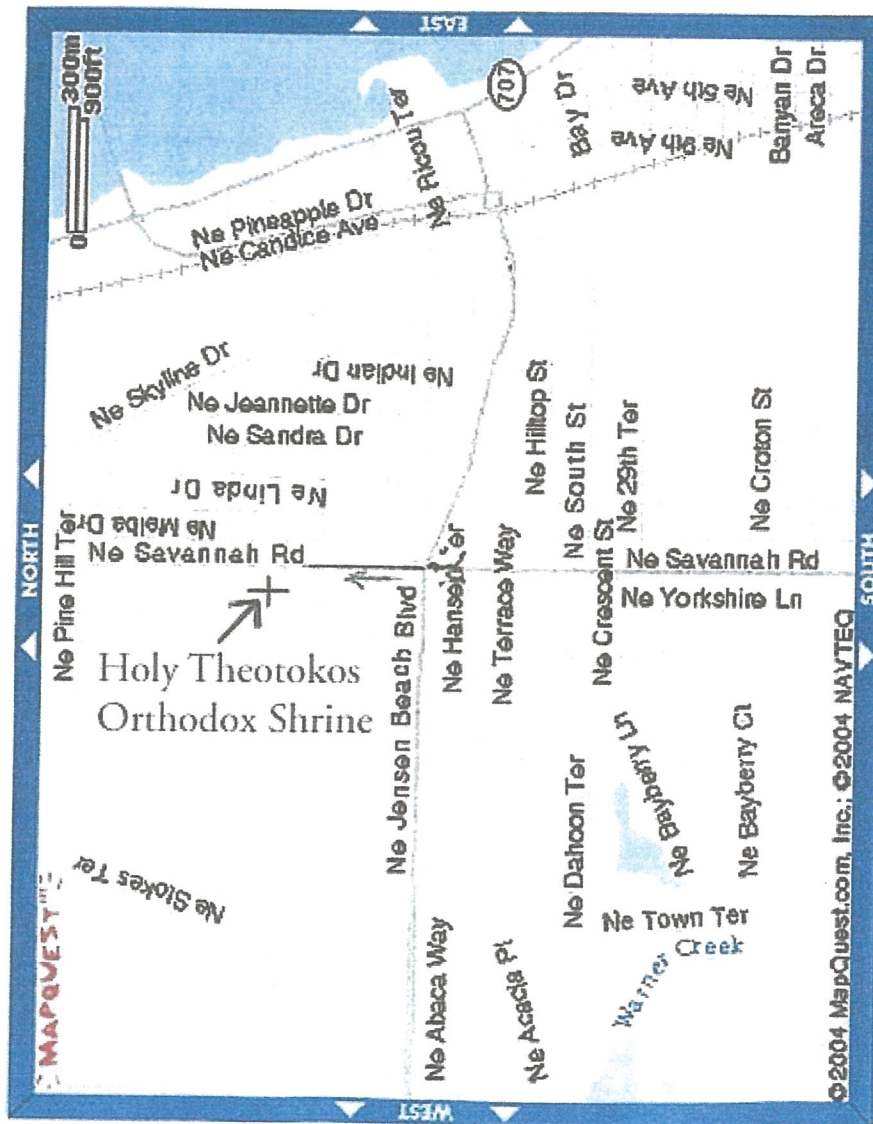 MAPQUEST
NORTH
0 300m
900ft
Ne Pine Hill Ter
Ne Melba Dr
Ne Savannah Rd
Ne Skyline Dr
Ne Linda Dr
Ne Jeannette Dr
Ne Sandra Dr
Ne Indian Dr
Ne Pineapple Dr
Ne Candice Ave
Ne Stokes Ter
Holy Theotokos
Orthodox Shrine
EAST
WEST
Ne Ricou Ter
Ne Jensen Beach Blvd
Ne Abaca Way
Ne Hansen Ter
Ne Terrace Way
Ne Acacia Pl
707
Ne Hilltop St
Bay Dr
Ne South St
Ne Dahoon Ter
Ne Crescent St
Ne 29th Ter
Ne 9th Ave
Ne 5th Ave
Ne Town Ter
Warner Creek
Ne Bayberry Ln
Ne Bayberry Ct
Ne Yorkshire Ln
Ne Savannah Rd
Ne Croton St
Banyan Dr
Areca Dr
©2004 MapQuest.com, Inc.; ©2004 NAVTEQ
SOUTH